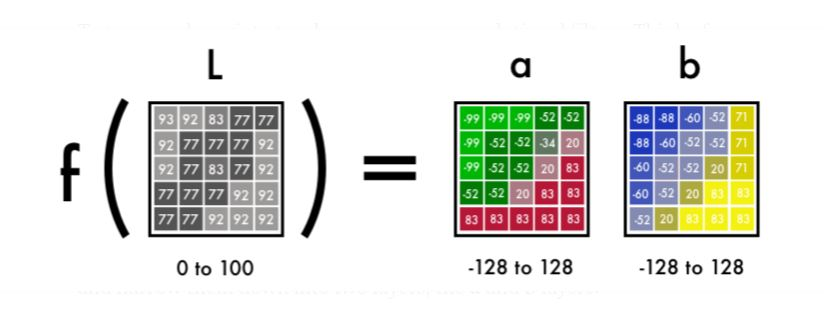 L a b
f ( ) =
93 92 83 77 77
92 77 77 77 92
92 77 83 77 92
77 77 77 92 92
77 77 92 92 92
0 to 100
-99 -99 -99 -52 -52
-99 -52 -52 -34 20
-99 -52 -52 20 83
-52 -52 20 83 83
83 83 83 83 83
-128 to 128
-88 -88 -60 -52 71
-88 -60 -52 -52 71
-60 -52 -52 20 71
-60 -52 20 83 83
-52 20 83 83 83
-128 to 128